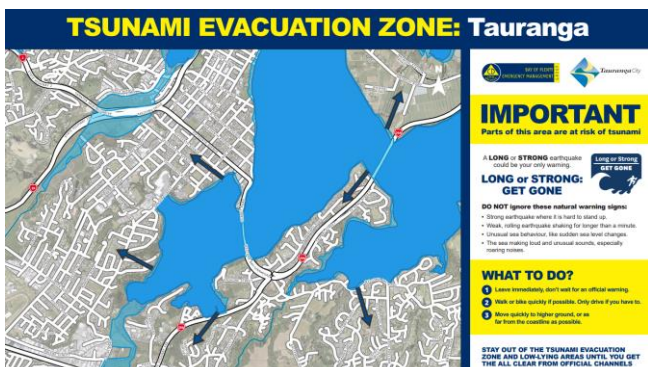 TSUNAMI EVACUATION ZONE: Tauranga
BAY OF PLENTY
EMERGENCY MANAGEMENT
Tauranga City
IMPORTANT
Parts of this area are at risk of tsunami
A LONG or STRONG earthquake
could be your only warning.
LONG or STRONG:
GET GONE
Long or Strong
GET GONE
DO NOT ignore these natural warning signs:
• Strong earthquake where it is hard to stand up.
• Weak, rolling earthquake shaking for longer than a minute.
• Unusual sea behaviour, like sudden sea level changes.
• The sea making loud and unusual sounds, especially
roaring noises.
WHAT TO DO?
1 Leave immediately, don't wait for an official warning.
2 Walk or bike quickly if possible. Only drive if you have to.
3 Move quickly to higher ground, or as
far from the coastline as possible.
STAY OUT OF THE TSUNAMI EVACUATION
ZONE AND LOW-LYING AREAS UNTIL YOU GET
THE ALL CLEAR FROM OFFICIAL CHANNELS